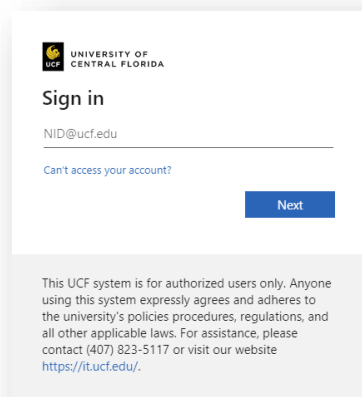 UCF
UNIVERSITY OF
CENTRAL FLORIDA
Sign in
NID@ucf.edu
Can't access your account?
Next
This UCF system is for authorized users only. Anyone
using this system expressly agrees and adheres to
the university's policies procedures, regulations, and
all other applicable laws. For assistance, please
contact (407) 823-5117 or visit our website
https://it.ucf.edu/.